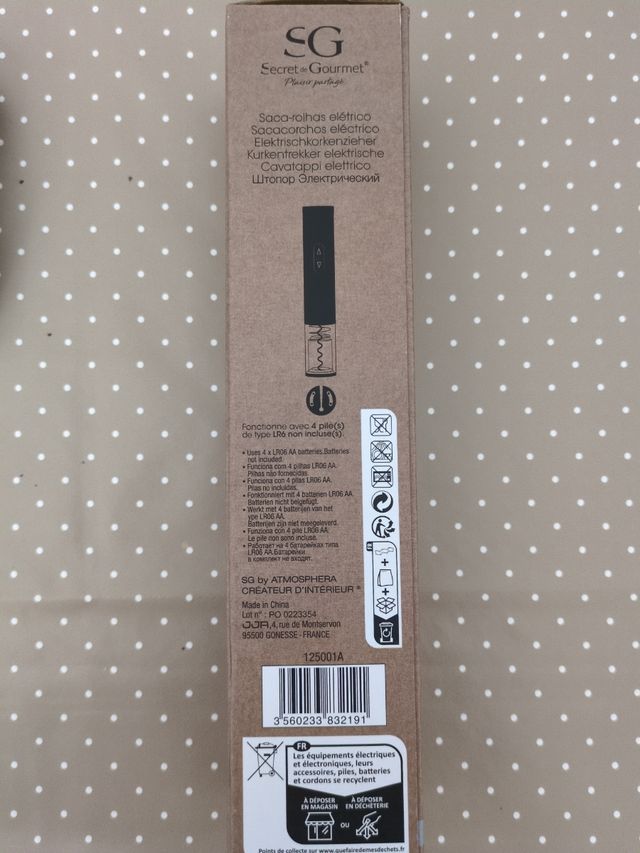 SG
Secret de Gourmet®
Plaisir partagé
Saca-rolhas elétrico
Sacacorchos eléctrico
Elektrischkorkenzieher
Kurkentrekker elektrische
Cavatappi elettrico
Штопор Электрический
Fonctionne avec 4 pile(s)
de type LR6 non incluse(s).
• Uses 4 x LR06 AA batteries.Batteries
not included.
• Funciona com 4 pilhas LR06 AA.
Pilhas não fornecidas.
• Funciona con 4 pilas LR06 AA.
Pilas no incluidas.
• Fonktionniert mit 4 batterien LR06 AA.
Batterien nicht beigefügt.
• Werkt met 4 batterijen van het
ype LR06 AA.
Batterijen zijn niet meegeleverd.
• Funziona con 4 pile LR06 AA.
Le pile non sono incluse.
• Работает на 4 батарейках типа
LR06 AA.Батарейки
в комплект не входят.
SG by ATMOSPHERA
CRÉATEUR D'INTÉRIEUR ®
Made in China
Lot n° : PO 0223354
JJA, 4, rue de Montservon
95500 GONESSE - FRANCE
125001A
3 560233 832191
FR
Les équipements électriques
et électroniques, leurs
accessoires, piles, batteries
et cordons se recyclent
À DÉPOSER
EN MAGASIN
OU
À DÉPOSER
EN DÉCHÈTERIE
Points de collecte sur www.quefairedemesdechets.fr